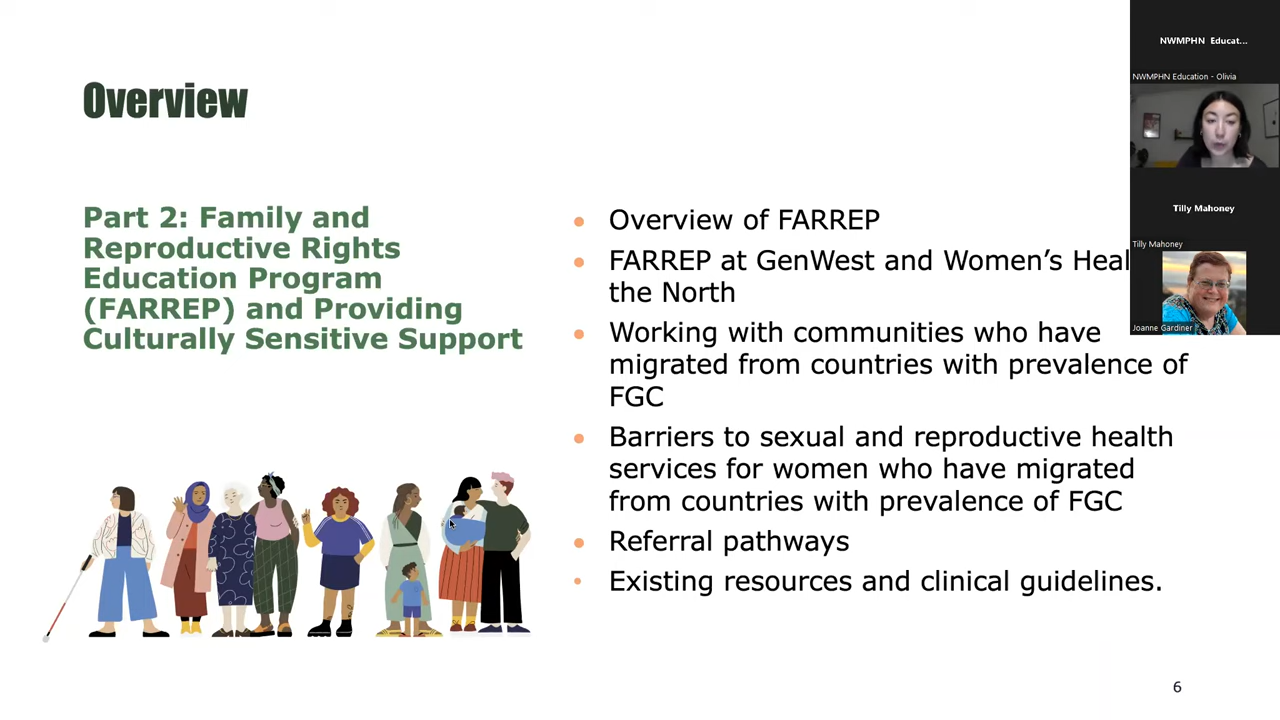 Overview
Part 2: Family and
Reproductive Rights
Education Program
(FARREP) and Providing
Culturally Sensitive Support
• Overview of FARREP
• FARREP at GenWest and Women’s Heal
the North
• Working with communities who have
migrated from countries with prevalence of
FGC
• Barriers to sexual and reproductive health
services for women who have migrated
from countries with prevalence of FGC
• Referral pathways
• Existing resources and clinical guidelines.
6
NWMPHN Educat...
NWMPHN Education - Olivia
Tilly Mahoney
Tilly Mahoney
Joanne Gardiner